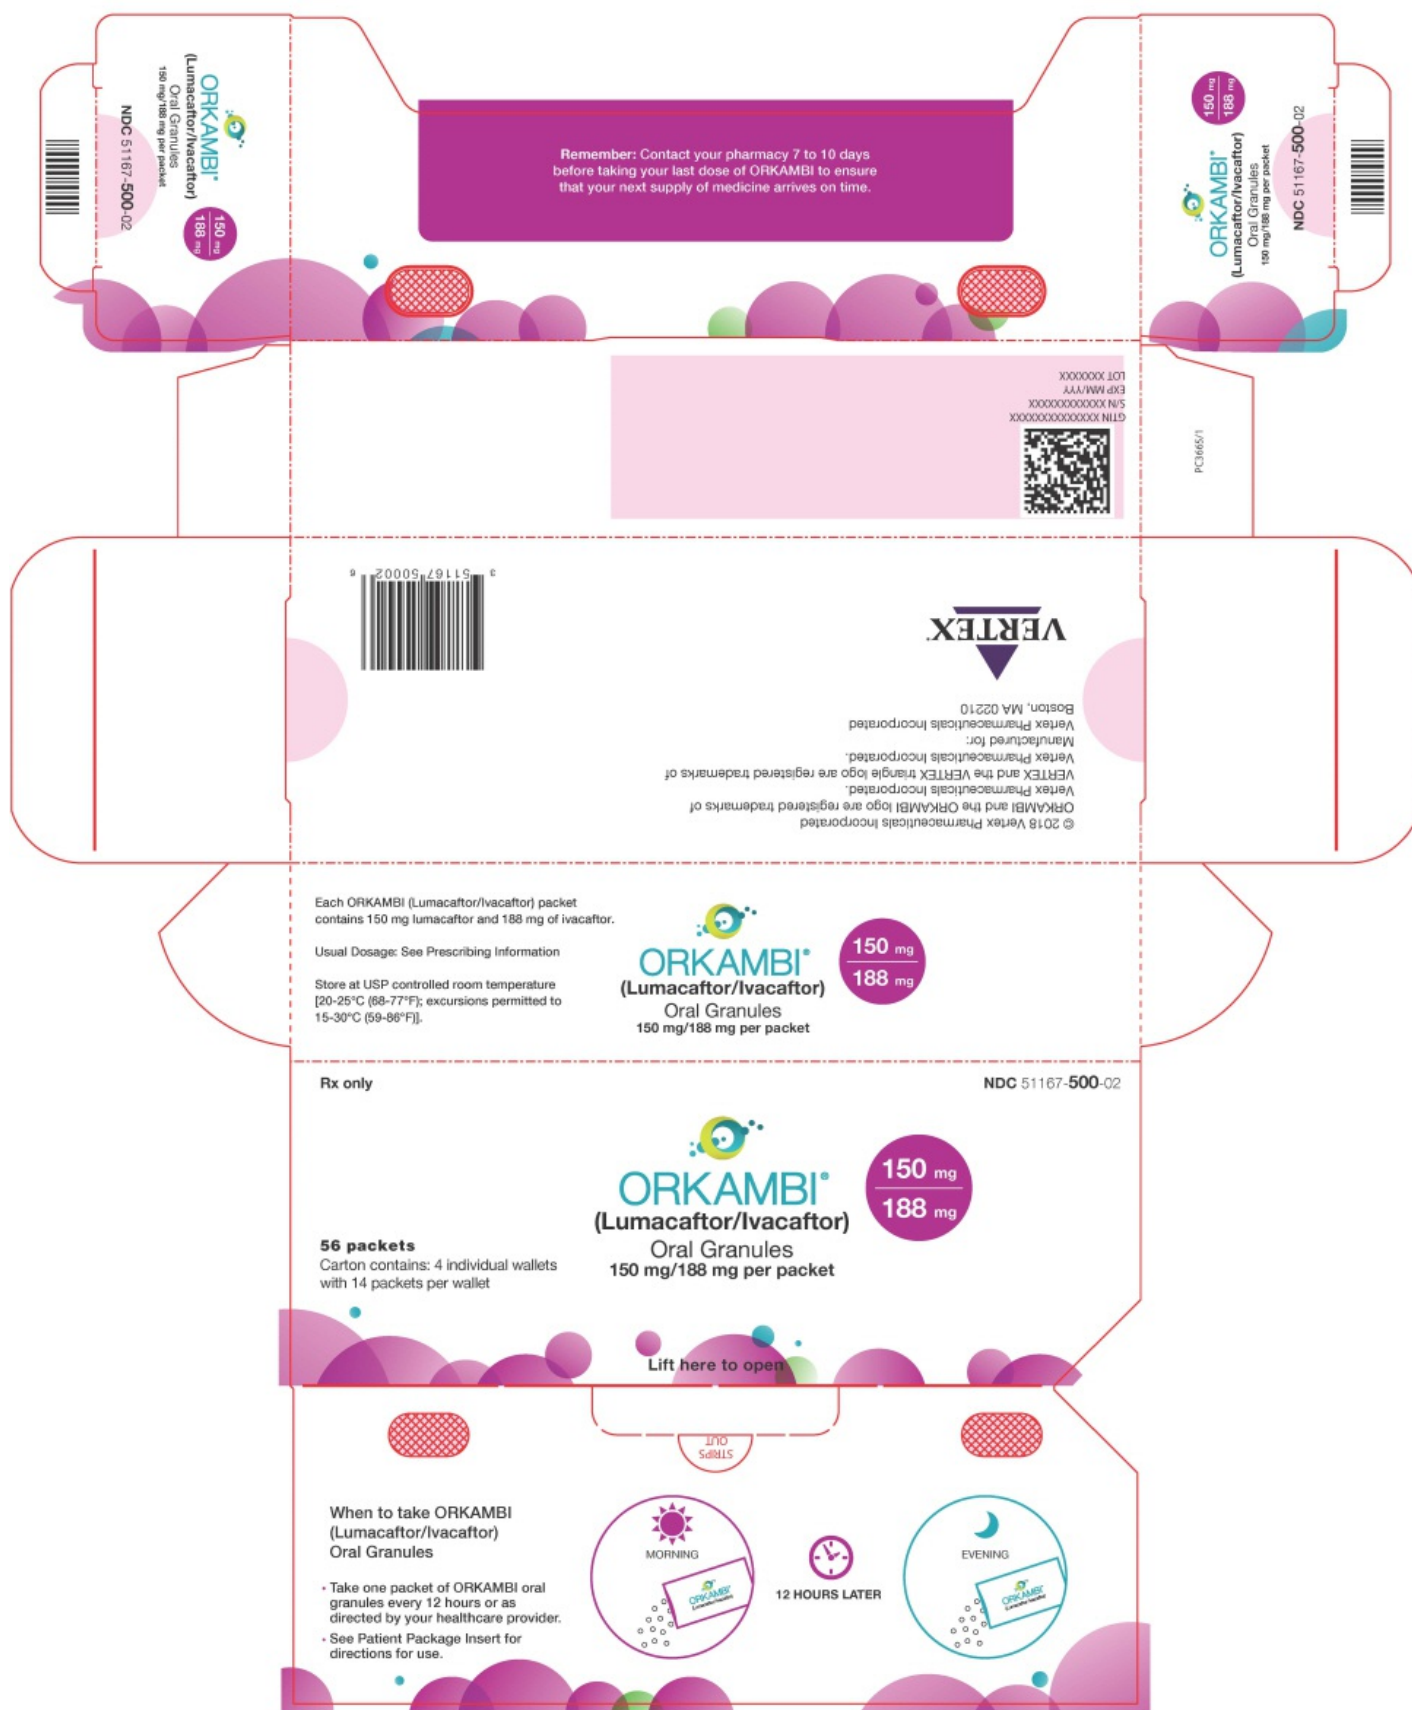 ORKAMBI®
(Lumacaftor/Ivacaftor)
Oral Granules
150 mg/188 mg per packet
NDC 51167-500-02
150 mg
188 mg
Remember: Contact your pharmacy 7 to 10 days
before taking your last dose of ORKAMBI to ensure
that your next supply of medicine arrives on time.
150 mg
188 mg
ORKAMBI®
(Lumacaftor/Ivacaftor)
Oral Granules
150 mg/188 mg per packet
NDC 51167-500-02
GTIN XXXXXXXXXXXXXXX
S/N XXXXXXXXXXXXX
EXP MM/YYY
LOT XXXXXXX
PC3665/1
3 51167 50002 6
© 2018 Vertex Pharmaceuticals Incorporated
ORKAMBI and the ORKAMBI logo are registered trademarks of
Vertex Pharmaceuticals Incorporated.
VERTEX and the VERTEX triangle logo are registered trademarks of
Vertex Pharmaceuticals Incorporated.
Manufactured for:
Vertex Pharmaceuticals Incorporated
Boston, MA 02210
VERTEX®
Each ORKAMBI (Lumacaftor/Ivacaftor) packet
contains 150 mg lumacaftor and 188 mg of ivacaftor.
Usual Dosage: See Prescribing Information
Store at USP controlled room temperature
[20-25°C (68-77°F); excursions permitted to
15-30°C (59-86°F)].
ORKAMBI®
(Lumacaftor/Ivacaftor)
Oral Granules
150 mg/188 mg per packet
150 mg
188 mg
Rx only
NDC 51167-500-02
ORKAMBI®
(Lumacaftor/Ivacaftor)
Oral Granules
150 mg/188 mg per packet
150 mg
188 mg
56 packets
Carton contains: 4 individual wallets
with 14 packets per wallet
Lift here to open
STRIPS
OUT
When to take ORKAMBI
(Lumacaftor/Ivacaftor)
Oral Granules
• Take one packet of ORKAMBI oral
granules every 12 hours or as
directed by your healthcare provider.
• See Patient Package Insert for
directions for use.
MORNING
ORKAMBI®
(Lumacaftor/Ivacaftor)
12 HOURS LATER
EVENING
ORKAMBI®
(Lumacaftor/Ivacaftor)